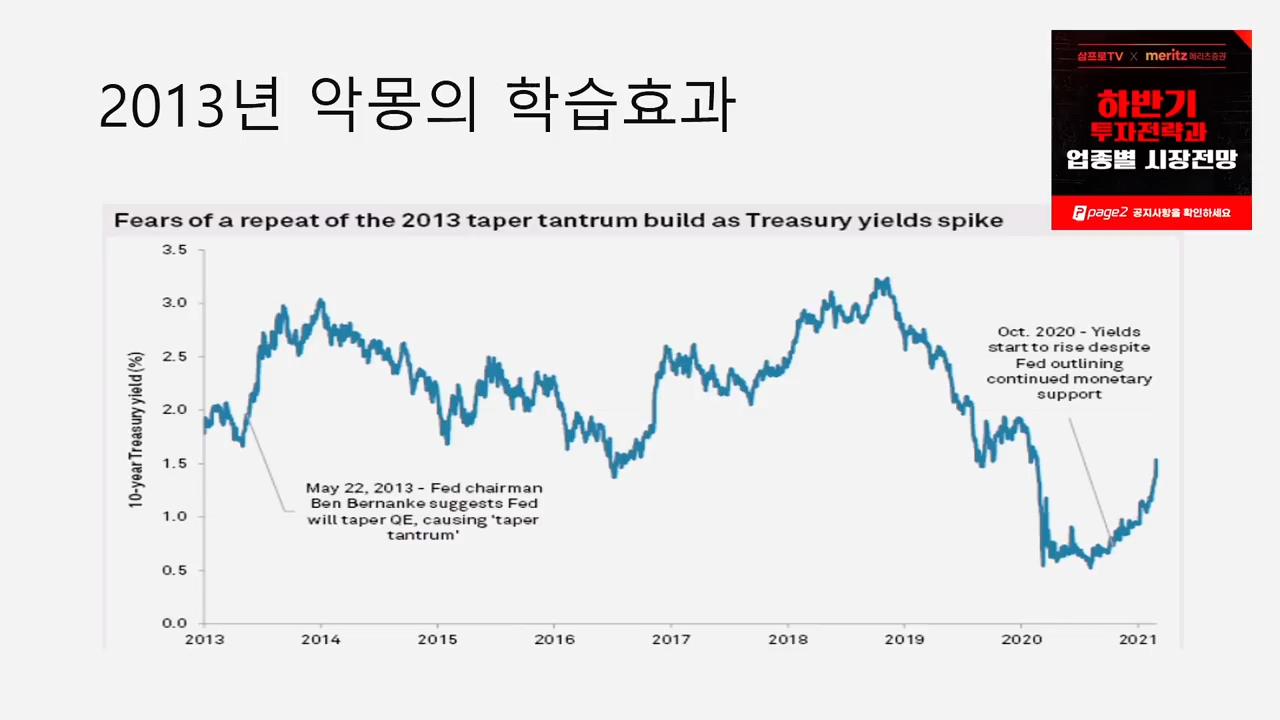 2013년 악몽의 학습효과
삼프로TV X meritz 메리츠증권
하반기
투자전략과
업종별 시장전망
page2 공지사항을 확인하세요
Fears of a repeat of the 2013 taper tantrum build as Treasury yields spike
3.5
3.0
2.5
2.0
1.5
1.0
0.5
0.0
10-year Treasury yield (%)
Oct. 2020 - Yields
start to rise despite
Fed outlining
continued monetary
support
May 22, 2013 - Fed chairman
Ben Bernanke suggests Fed
will taper QE, causing 'taper
tantrum'
2013 2014 2015 2016 2017 2018 2019 2020 2021